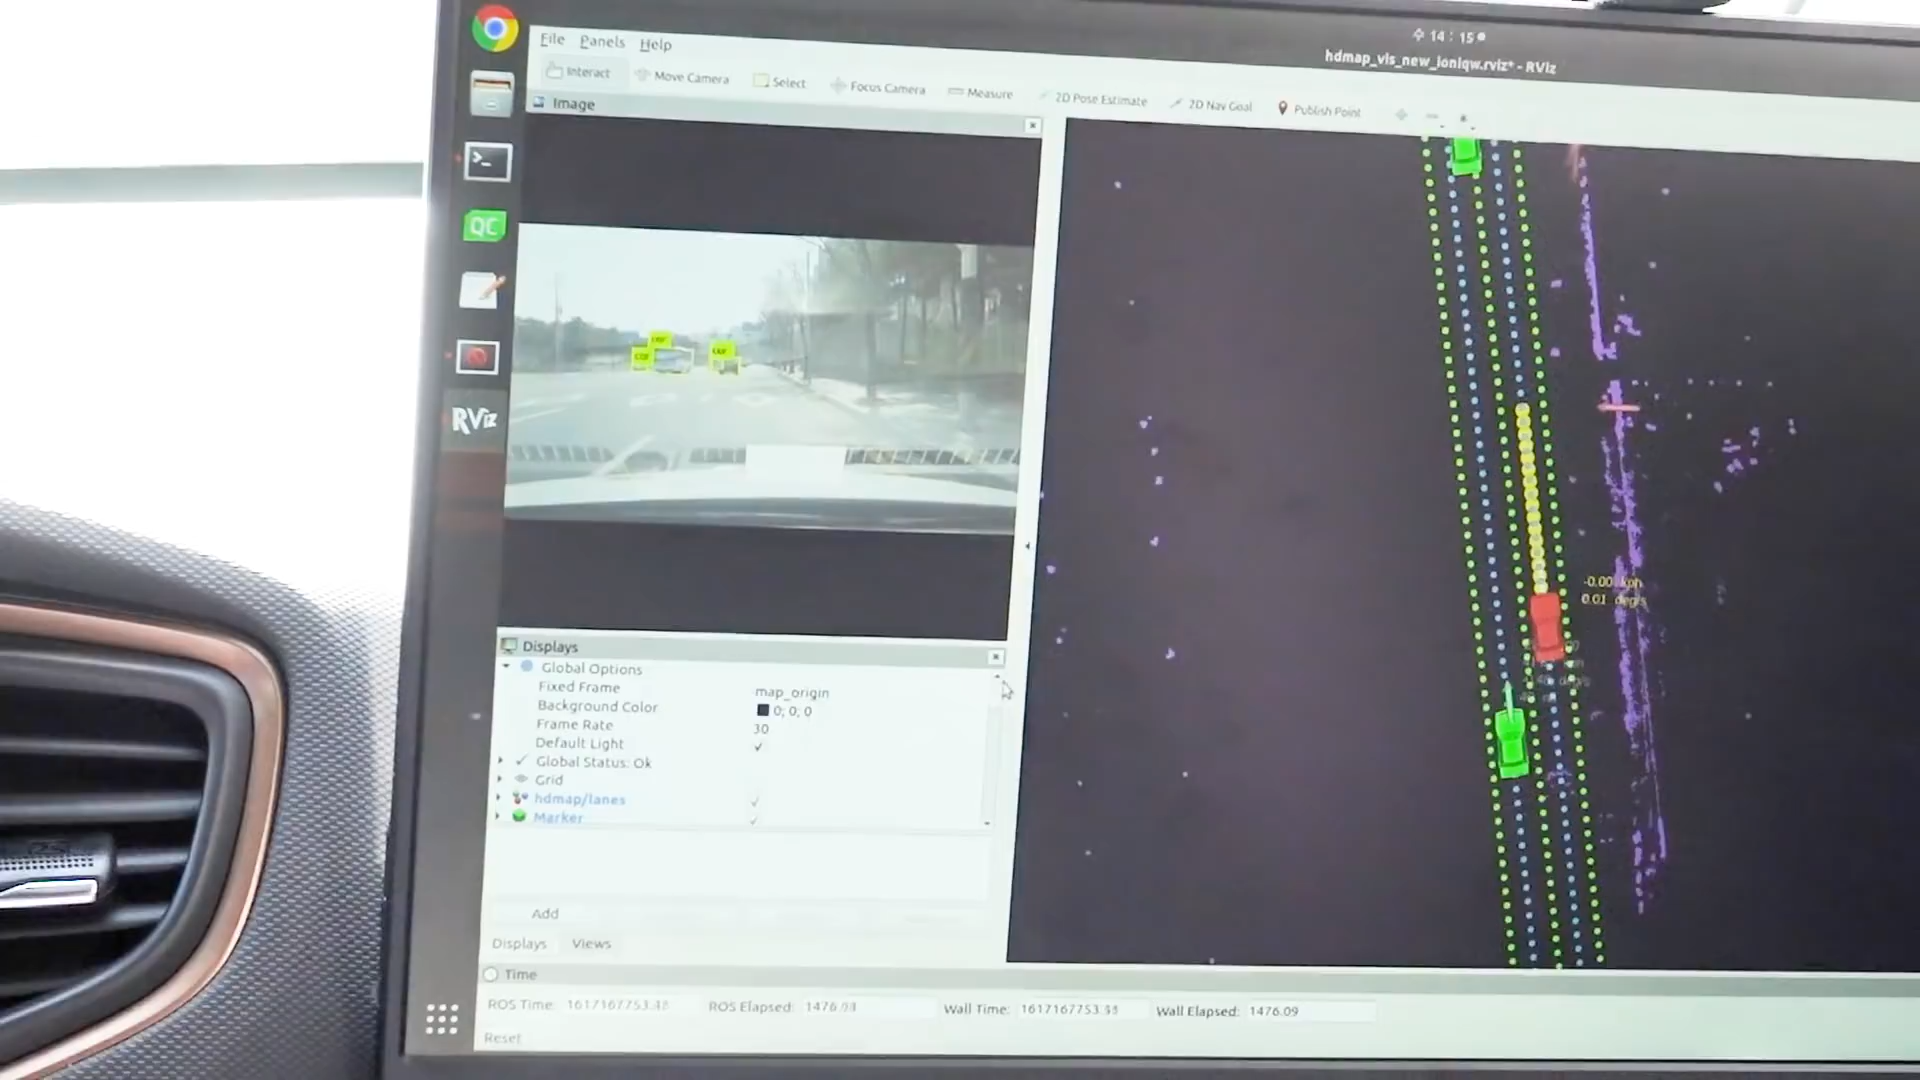 수 14 : 15
hdmap_vis_new_ioniqw.rviz* - RViz
File Panels Help
Interact Move Camera Select Focus Camera Measure 2D Pose Estimate 2D Nav Goal Publish Point
Image
QC
RViz
-0.00 kph
0.01 deg/s
Displays
Global Options
Fixed Frame map_origin
Background Color 0; 0; 0
Frame Rate 30
Default Light
Global Status: Ok
Grid
hdmap/lanes
Marker
Add
Displays Views
Time
ROS Time: ROS Elapsed: Wall Time: Wall Elapsed: 1476.09
Reset